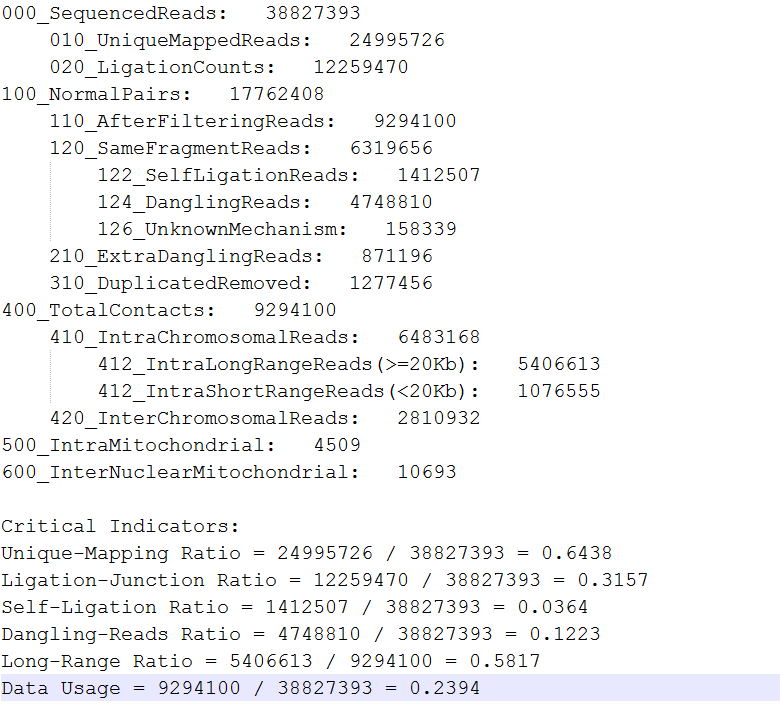 000_SequencedReads: 38827393
010_UniqueMappedReads: 24995726
020_LigationCounts: 12259470
100_NormalPairs: 17762408
110_AfterFilteringReads: 9294100
120_SameFragmentReads: 6319656
122_SelfLigationReads: 1412507
124_DanglingReads: 4748810
126_UnknownMechanism: 158339
210_ExtraDanglingReads: 871196
310_DuplicatedRemoved: 1277456
400_TotalContacts: 9294100
410_IntraChromosomalReads: 6483168
412_IntraLongRangeReads(>=20Kb): 5406613
412_IntraShortRangeReads(<20Kb): 1076555
420_InterChromosomalReads: 2810932
500_IntraMitochondrial: 4509
600_InterNuclearMitochondrial: 10693
Critical Indicators:
Unique-Mapping Ratio = 24995726 / 38827393 = 0.6438
Ligation-Junction Ratio = 12259470 / 38827393 = 0.3157
Self-Ligation Ratio = 1412507 / 38827393 = 0.0364
Dangling-Reads Ratio = 4748810 / 38827393 = 0.1223
Long-Range Ratio = 5406613 / 9294100 = 0.5817
Data Usage = 9294100 / 38827393 = 0.2394